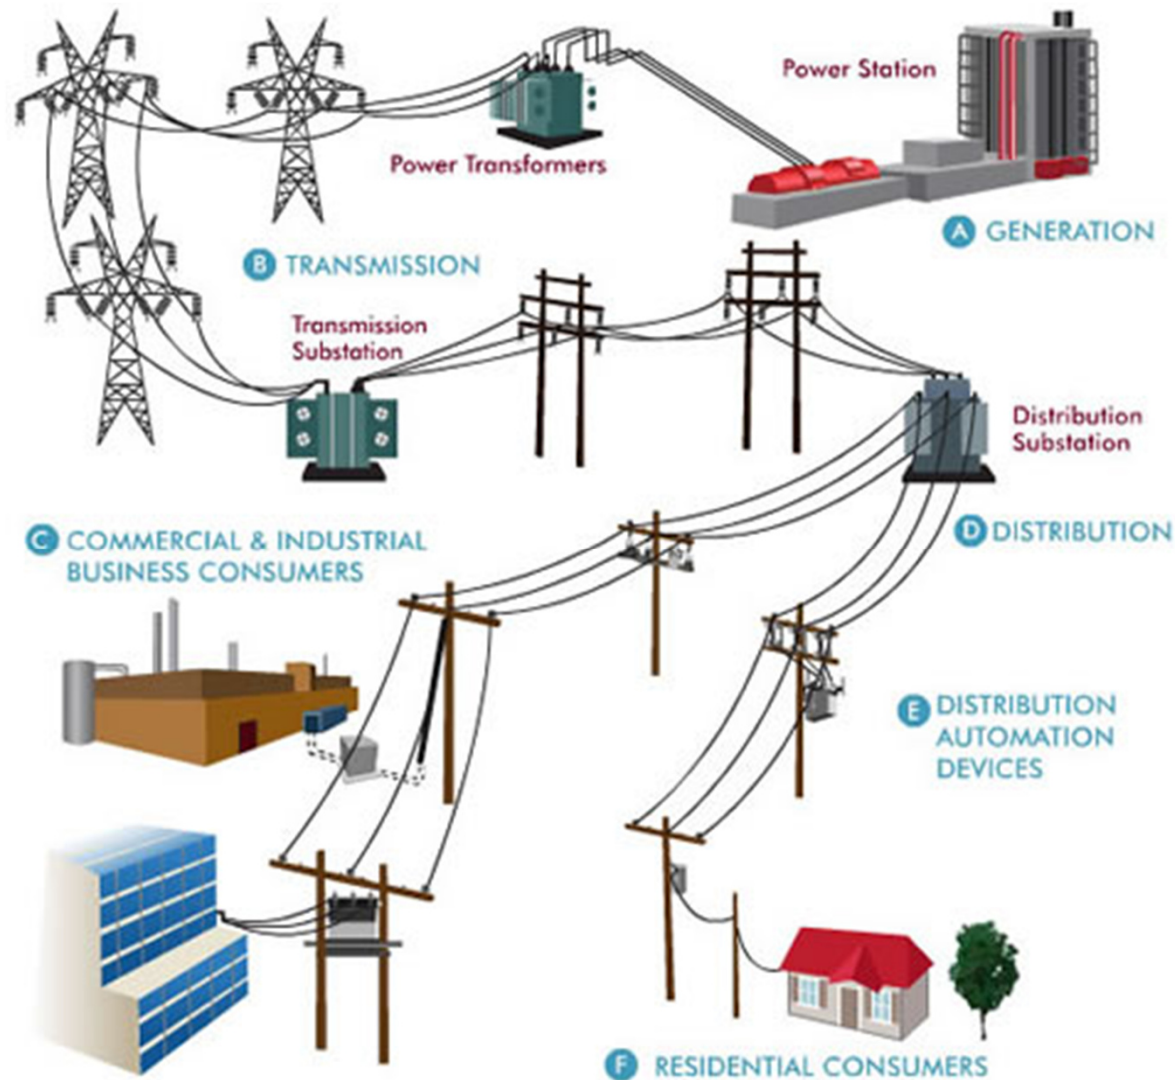 Power Station
Power Transformers
A GENERATION
B TRANSMISSION
Transmission
Substation
Distribution
Substation
C COMMERCIAL & INDUSTRIAL
BUSINESS CONSUMERS
D DISTRIBUTION
E DISTRIBUTION
AUTOMATION
DEVICES
F RESIDENTIAL CONSUMERS